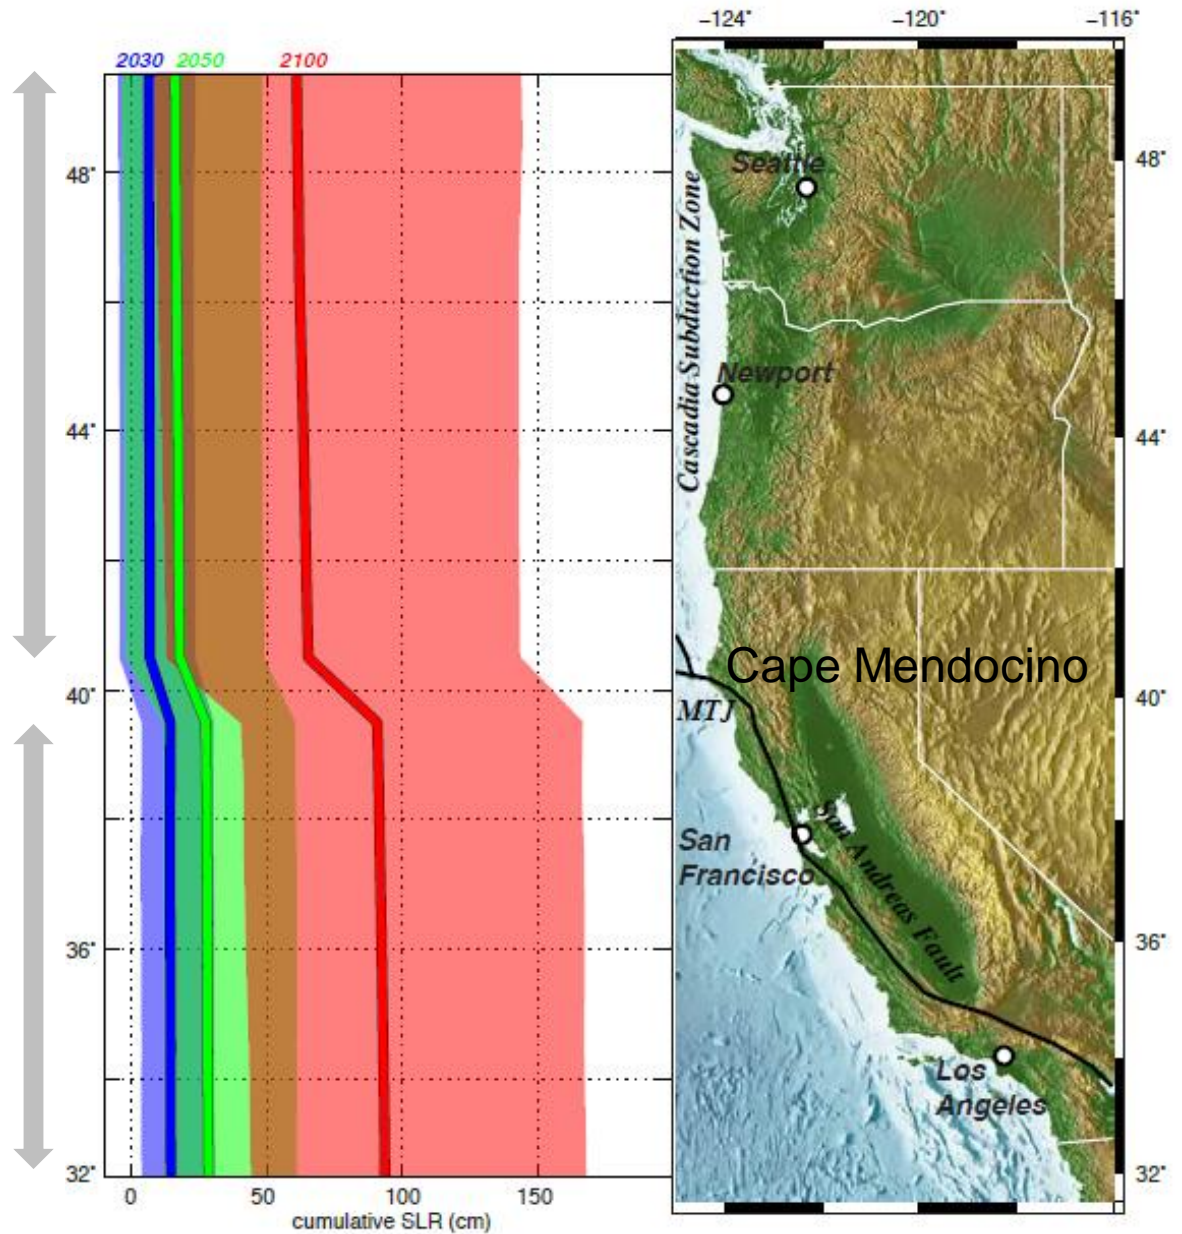 2030 2050 2100
48°
44°
40°
36°
32°
0 50 100 150
cumulative SLR (cm)
−124° −120° −116°
Seattle
Cascadia Subduction Zone
Newport
Cape Mendocino
MTJ
San
Francisco
San Andreas Fault
Los
Angeles
48°
44°
40°
36°
32°